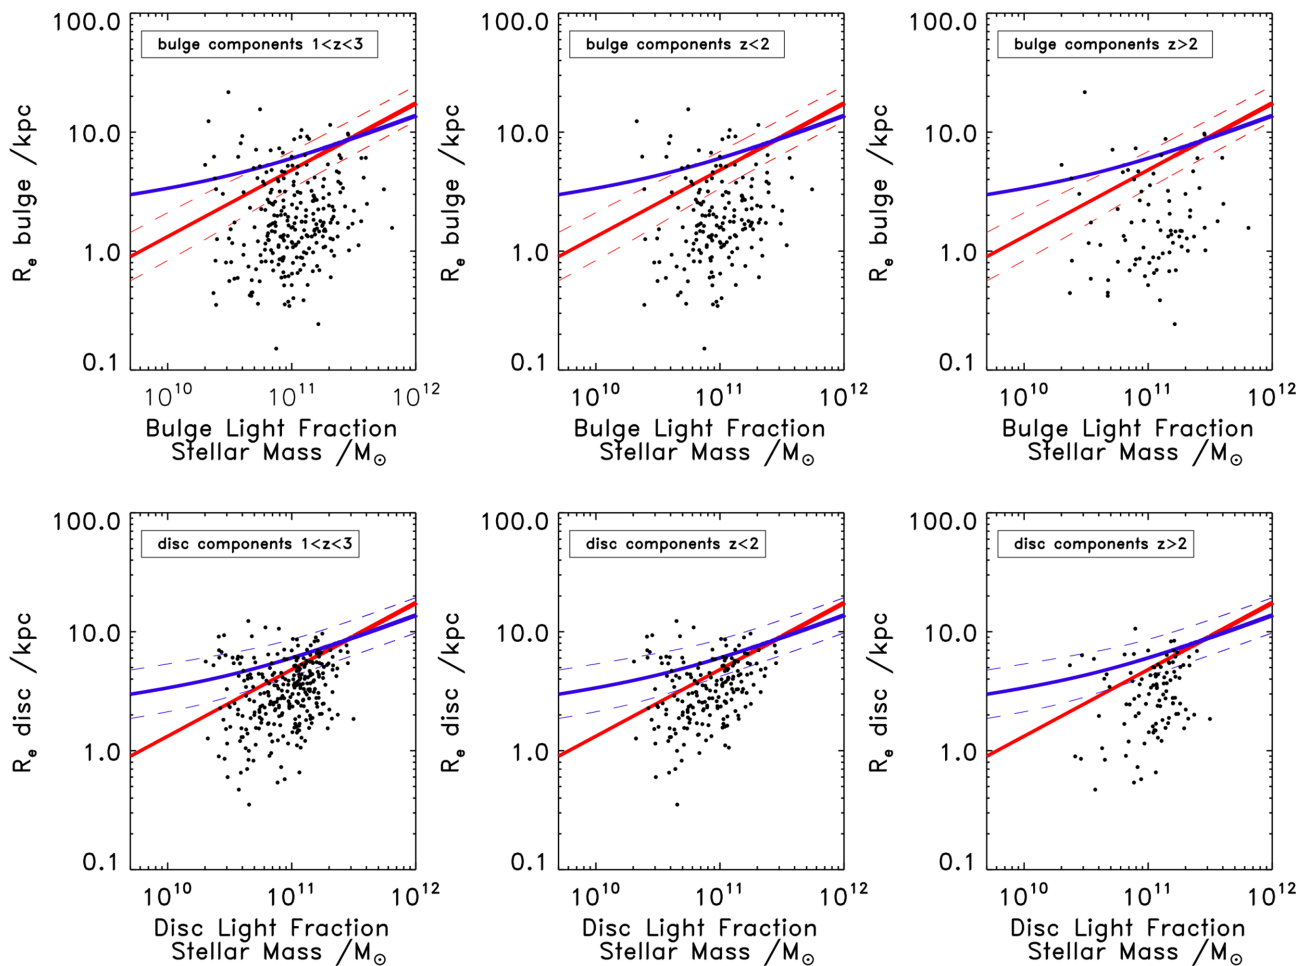 bulge components 1<z<3
100.0
10.0
1.0
0.1
R_e bulge /kpc
10^10 10^11 10^12
Bulge Light Fraction
Stellar Mass /M_⊙
bulge components z<2
100.0
10.0
1.0
0.1
R_e bulge /kpc
10^10 10^11 10^12
Bulge Light Fraction
Stellar Mass /M_⊙
bulge components z>2
100.0
10.0
1.0
0.1
R_e bulge /kpc
10^10 10^11 10^12
Bulge Light Fraction
Stellar Mass /M_⊙
disc components 1<z<3
100.0
10.0
1.0
0.1
R_e disc /kpc
10^10 10^11 10^12
Disc Light Fraction
Stellar Mass /M_⊙
disc components z<2
100.0
10.0
1.0
0.1
R_e disc /kpc
10^10 10^11 10^12
Disc Light Fraction
Stellar Mass /M_⊙
disc components z>2
100.0
10.0
1.0
0.1
R_e disc /kpc
10^10 10^11 10^12
Disc Light Fraction
Stellar Mass /M_⊙